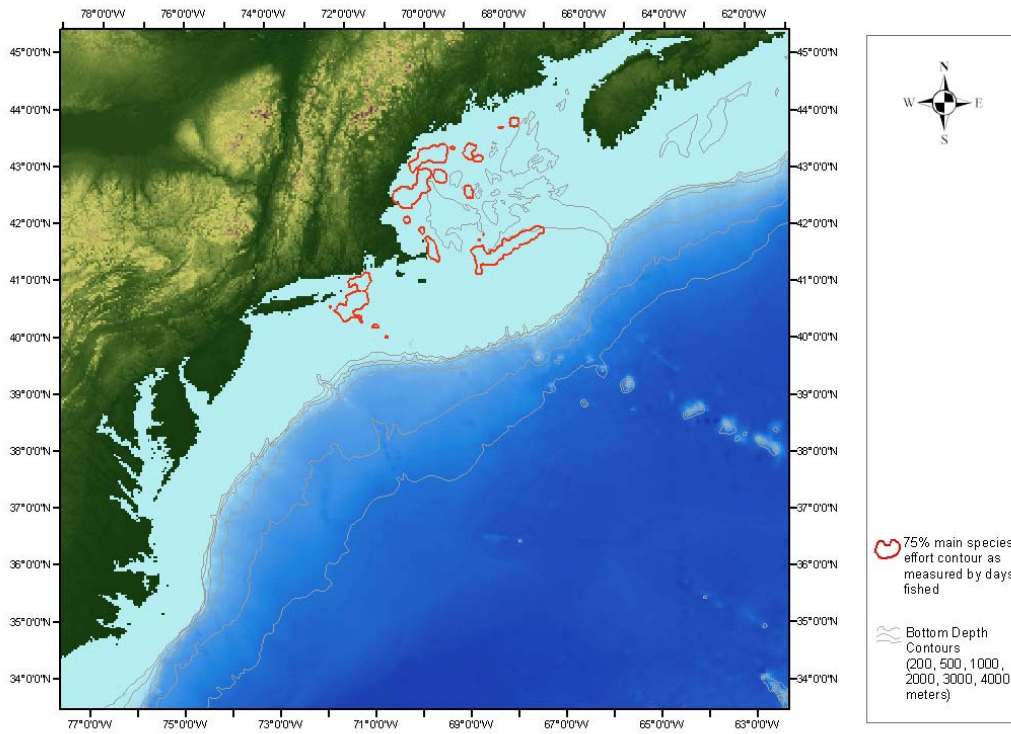 78°0'0"W 76°0'0"W 74°0'0"W 72°0'0"W 70°0'0"W 68°0'0"W 66°0'0"W 64°0'0"W 62°0'0"W
45°0'0"N 45°0'0"N
44°0'0"N 44°0'0"N
43°0'0"N 43°0'0"N
42°0'0"N 42°0'0"N
41°0'0"N 41°0'0"N
40°0'0"N 40°0'0"N
39°0'0"N 39°0'0"N
38°0'0"N 38°0'0"N
37°0'0"N 37°0'0"N
36°0'0"N 36°0'0"N
35°0'0"N 35°0'0"N
34°0'0"N 34°0'0"N
77°0'0"W 75°0'0"W 73°0'0"W 71°0'0"W 69°0'0"W 67°0'0"W 65°0'0"W 63°0'0"W
N
W E
S
75% main species
effort contour as
measured by days
fished
Bottom Depth
Contours
(200, 500, 1000,
2000, 3000, 4000
meters)